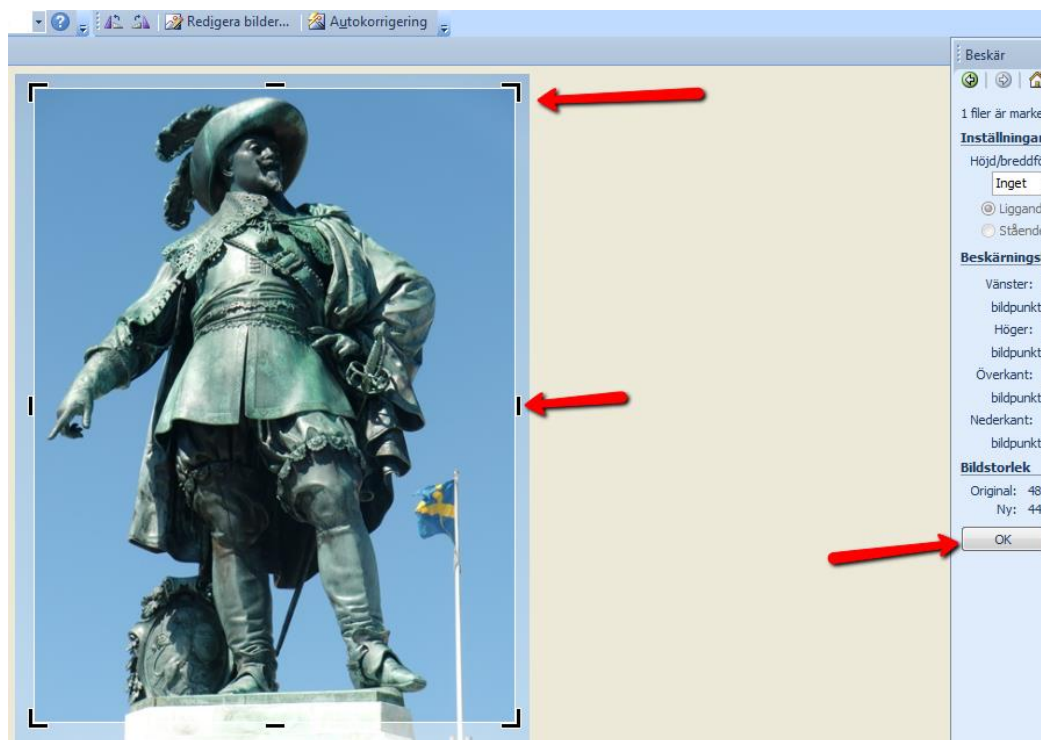 Redigera bilder... Autokorrigering
Beskär
1 filer är marke
Inställningar
Höjd/breddfö
Inget
Liggand
Stående
Beskärnings
Vänster:
bildpunkt
Höger:
bildpunkt
Överkant:
bildpunkt
Nederkant:
bildpunkt
Bildstorlek
Original: 48
Ny: 44
OK